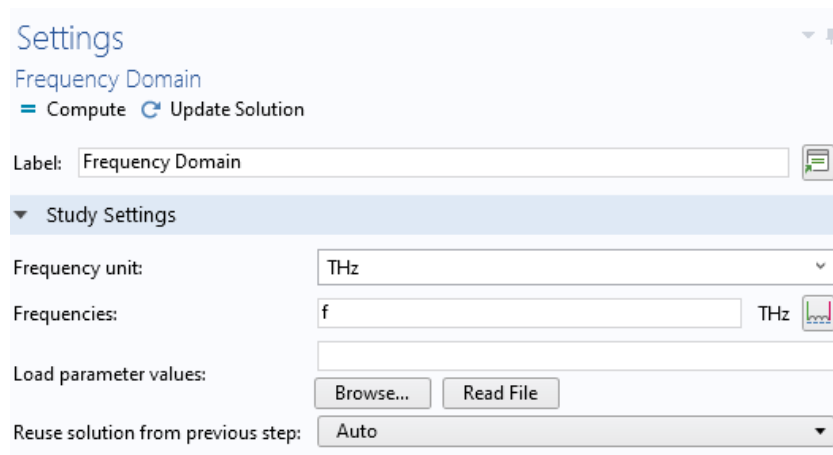 Settings
Frequency Domain
= Compute Update Solution
Label: Frequency Domain
Study Settings
Frequency unit: THz
Frequencies: f THz
Load parameter values:
Browse... Read File
Reuse solution from previous step: Auto